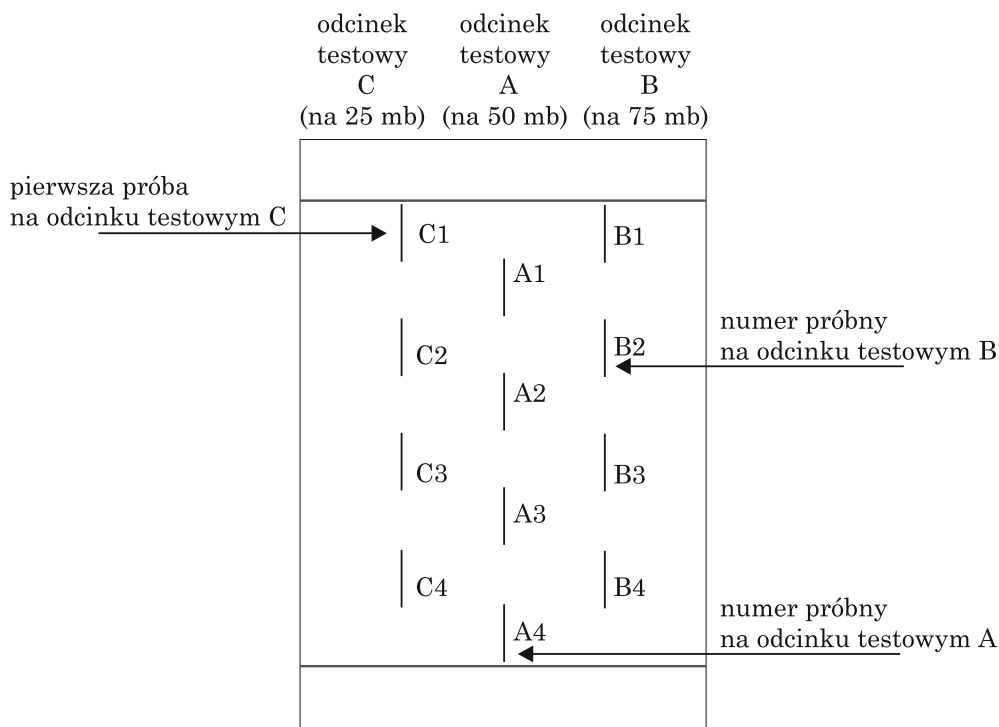 odcinek
testowy
C
(na 25 mb)
odcinek
testowy
A
(na 50 mb)
odcinek
testowy
B
(na 75 mb)
pierwsza próba
na odcinku testowym C
C1
B1
A1
numer próbny
na odcinku testowym B
C2
B2
A2
C3
B3
A3
C4
B4
numer próbny
na odcinku testowym A
A4